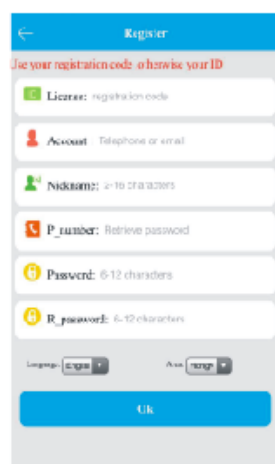 Register
Use your registration code otherwise your ID
License: registration code
Account: Telephone or email
Nickname: 2-16 characters
P_number: Retrieve password
Password: 6-12 characters
R_password: 6-12 characters
Language: Area:
Ok